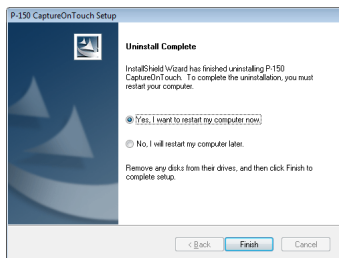 P-150 CaptureOnTouch Setup
Uninstall Complete
InstallShield Wizard has finished uninstalling P-150
CaptureOnTouch. To complete the uninstallation, you must
restart your computer.
Yes, I want to restart my computer now.
No, I will restart my computer later.
Remove any disks from their drives, and then click Finish to
complete setup.
< Back
Finish
Cancel